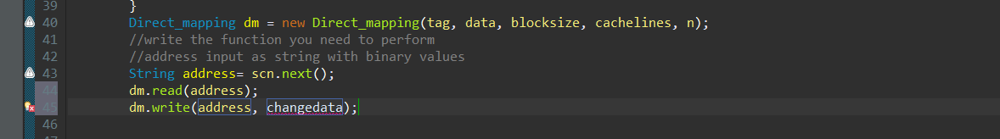 39 }
40 Direct_mapping dm = new Direct_mapping(tag, data, blocksize, cachelines, n);
41 //write the function you need to perform
42 //address input as string with binary values
43 String address= scn.next();
44 dm.read(address);
45 dm.write(address, changedata);
46